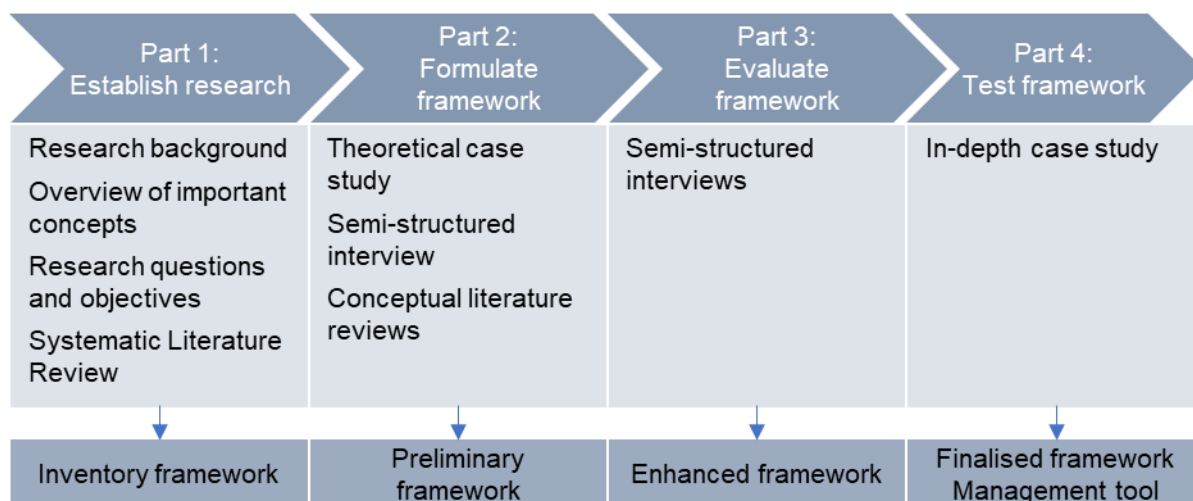 Part 1:
Establish research
Part 2:
Formulate
framework
Part 3:
Evaluate
framework
Part 4:
Test framework
Research background
Overview of important
concepts
Research questions
and objectives
Systematic Literature
Review
Theoretical case
study
Semi-structured
interview
Conceptual literature
reviews
Semi-structured
interviews
In-depth case study
Inventory framework
Preliminary
framework
Enhanced framework
Finalised framework
Management tool